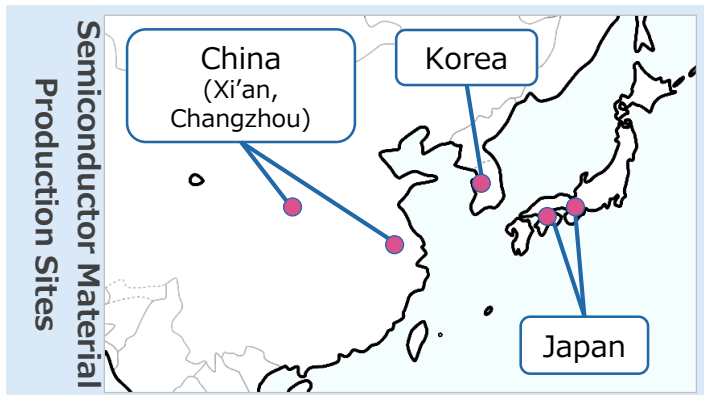 Semiconductor Material
Production Sites
China
(Xi’an,
Changzhou)
Korea
Japan